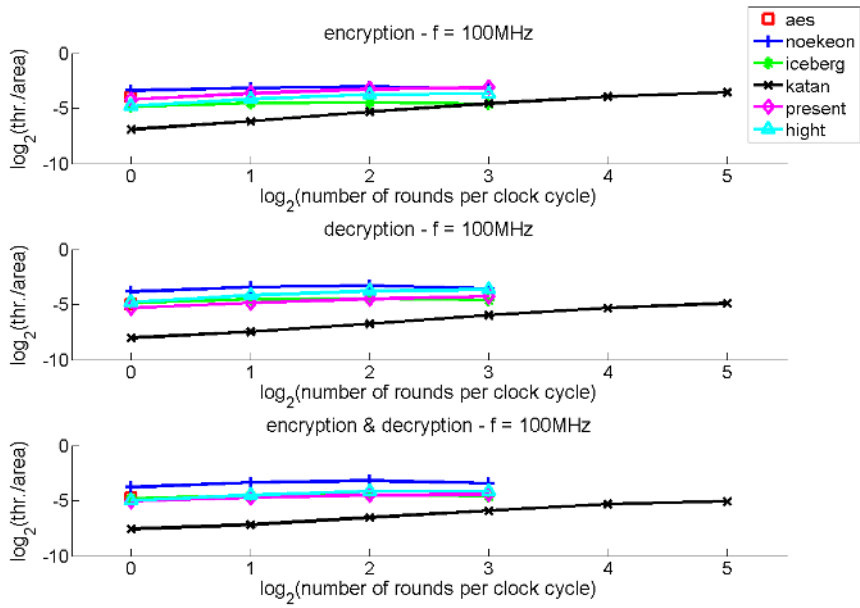 encryption - f = 100MHz
log2(thr./area)
0
-5
-10
0 1 2 3 4 5
log2(number of rounds per clock cycle)
aes
noekeon
iceberg
katan
present
hight
decryption - f = 100MHz
log2(thr./area)
0
-5
-10
0 1 2 3 4 5
log2(number of rounds per clock cycle)
encryption & decryption - f = 100MHz
log2(thr./area)
0
-5
-10
0 1 2 3 4 5
log2(number of rounds per clock cycle)